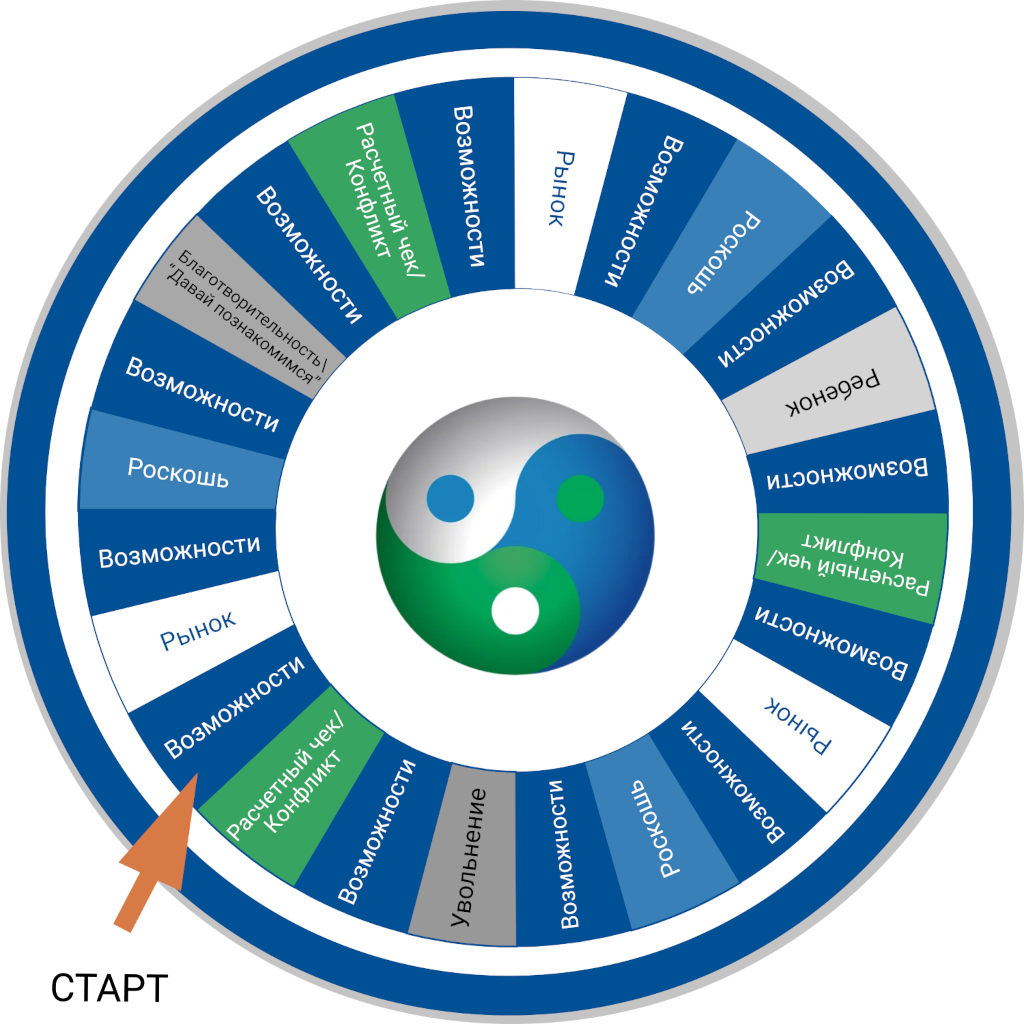 Возможности
Рынок
Возможности
Роскошь
Возможности
Благотворительность\
"Давай познакомимся"
Возможности
Расчетный чек/
Конфликт
Возможности
Рынок
Возможности
Роскошь
Возможности
Ребенок
Возможности
Расчетный чек/
Конфликт
Возможности
Рынок
Возможности
Роскошь
Возможности
Увольнение
Возможности
Расчетный чек/
Конфликт
СТАРТ